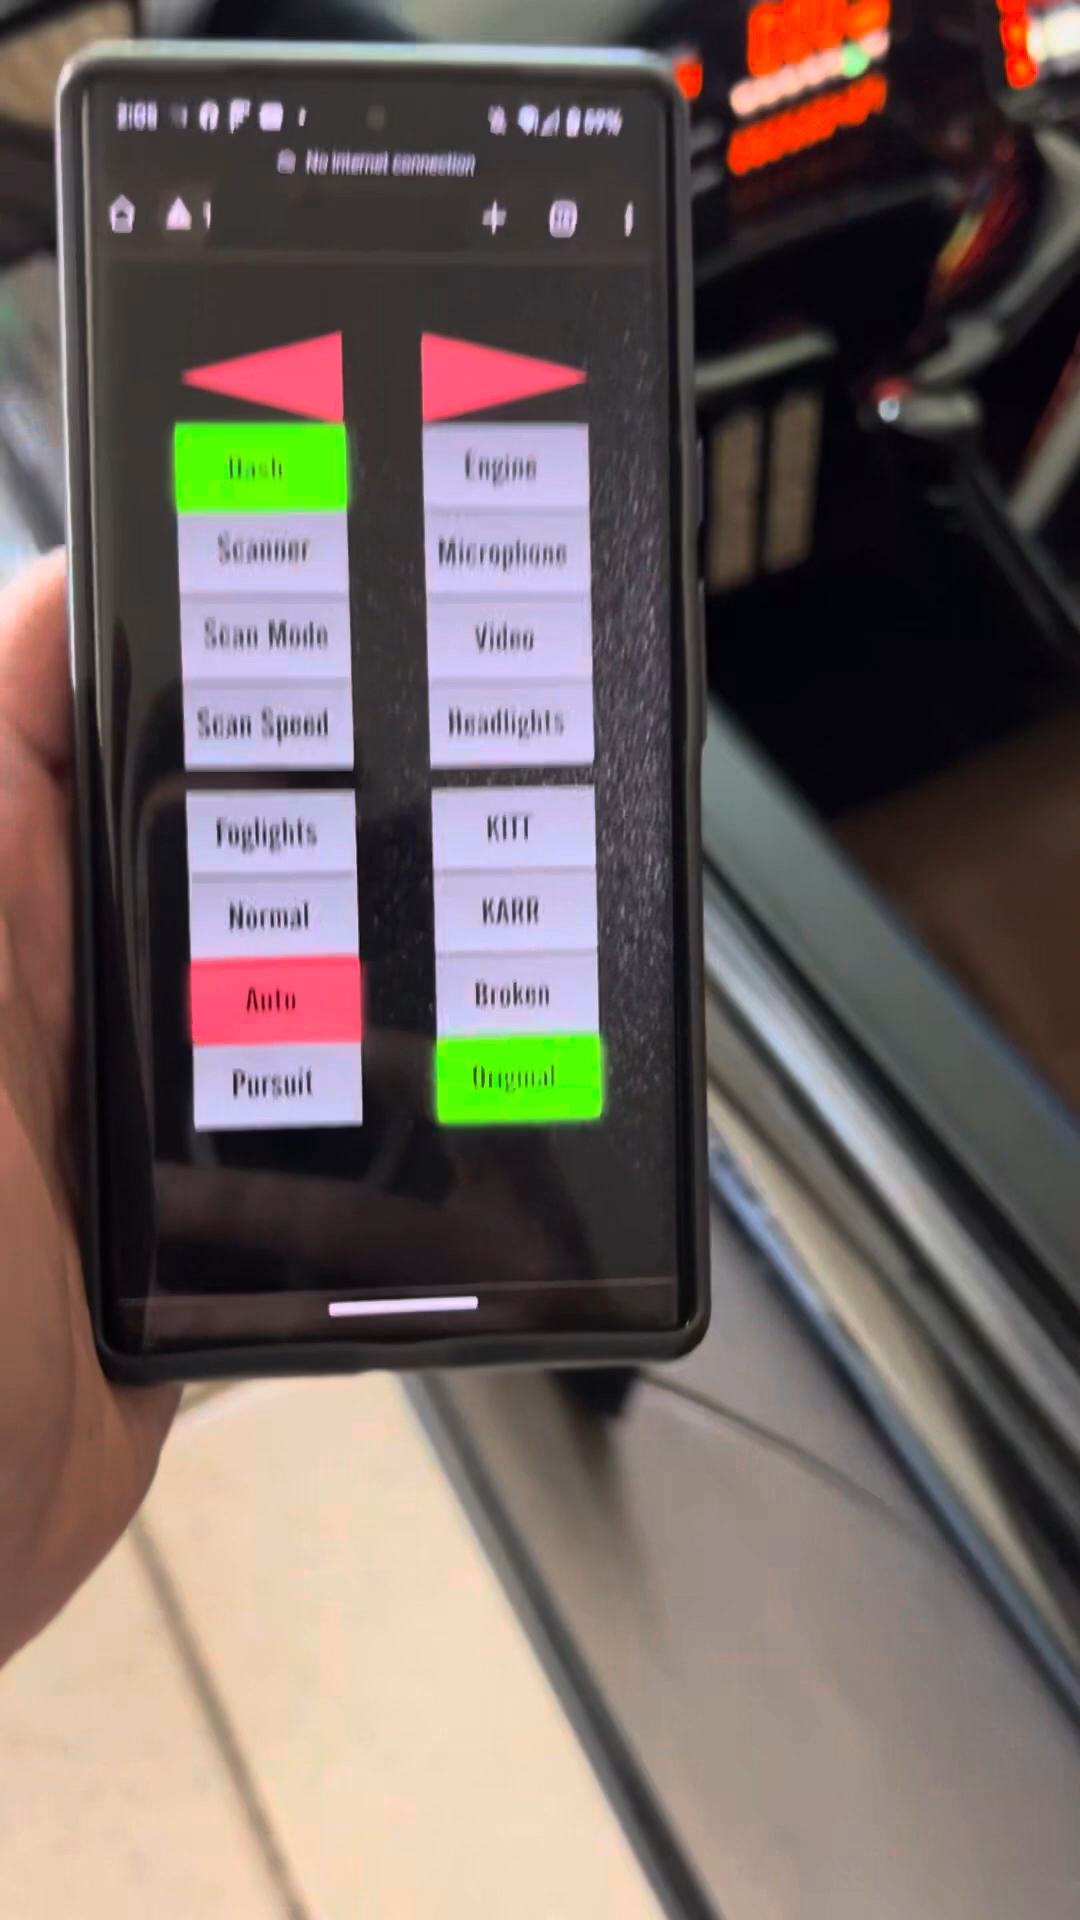 No internet connection
Dash
Scanner
Scan Mode
Scan Speed
Foglights
Normal
Auto
Pursuit
Engine
Microphone
Video
Headlights
KITT
KARR
Broken
Original